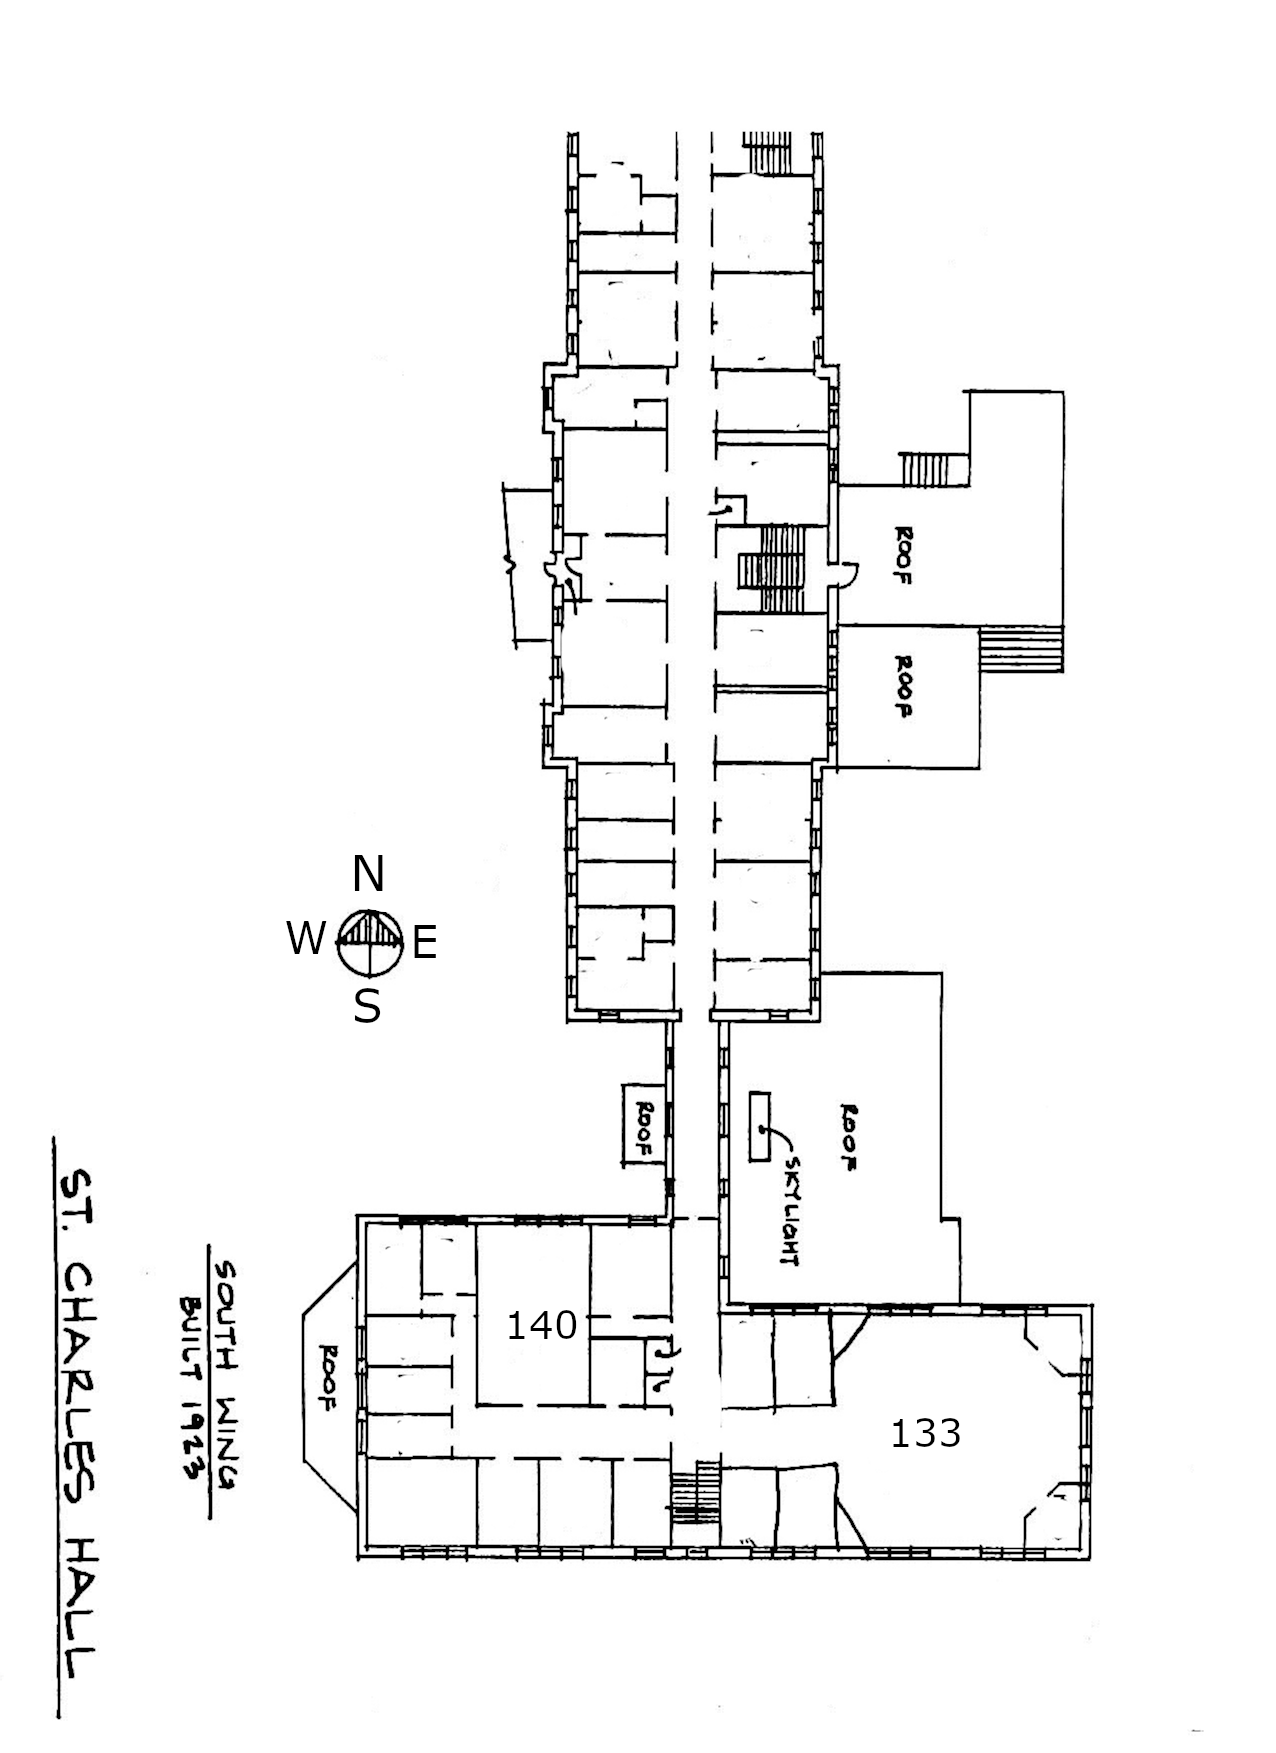 ROOF
ROOF
N
W E
S
ROOF
ROOF
SKYLIGHT
140
133
ROOF
SOUTH WING
BUILT 1923
ST. CHARLES HALL